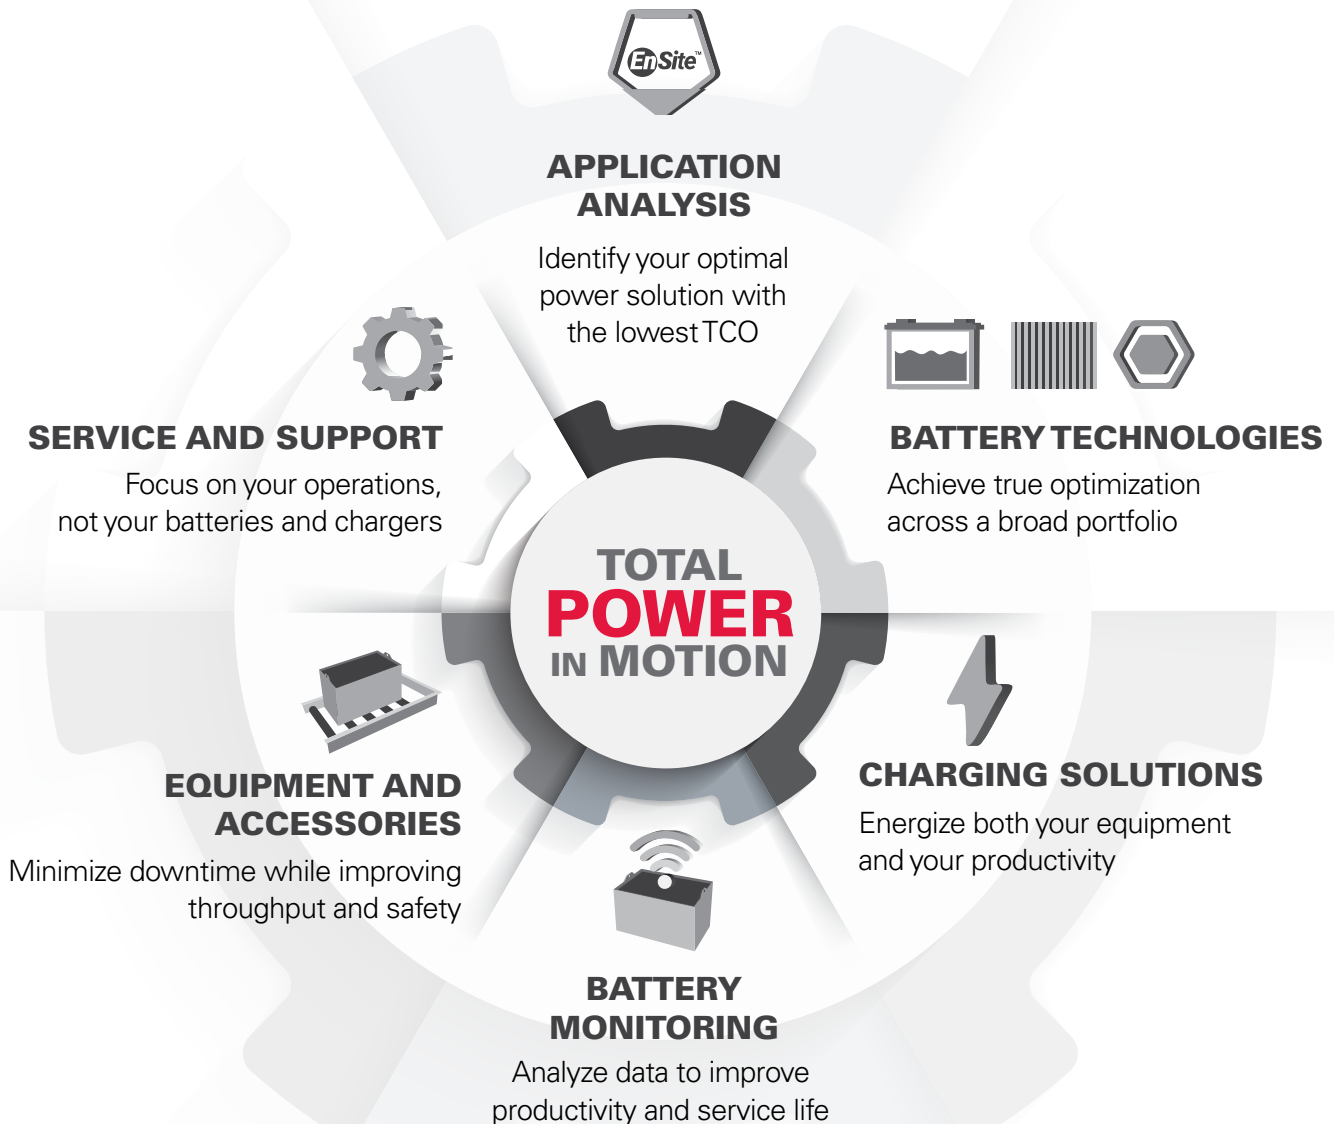 EnSite™
APPLICATION
ANALYSIS
Identify your optimal
power solution with
the lowest TCO
BATTERY TECHNOLOGIES
Achieve true optimization
across a broad portfolio
SERVICE AND SUPPORT
Focus on your operations,
not your batteries and chargers
TOTAL
POWER
IN MOTION
EQUIPMENT AND
ACCESSORIES
Minimize downtime while improving
throughput and safety
CHARGING SOLUTIONS
Energize both your equipment
and your productivity
BATTERY
MONITORING
Analyze data to improve
productivity and service life